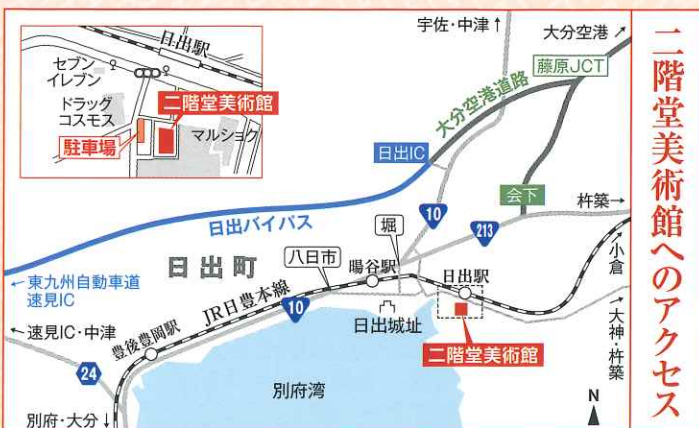 二階堂美術館へのアクセス
日出駅
セブン
イレブン
ドラッグ
コスモス
二階堂美術館
駐車場
マルショク
宇佐・中津↑
大分空港↗
藤原JCT
大分空港道路
日出IC
会下
杵築→
日出バイパス
10
213
堀
八日市
暘谷駅
日出駅
小倉
日出町
←東九州自動車道
速見IC
JR日豊本線
10
日出城址
二階堂美術館
大神・杵築
←速見IC・中津
豊後豊岡駅
24
別府湾
別府・大分↓
N